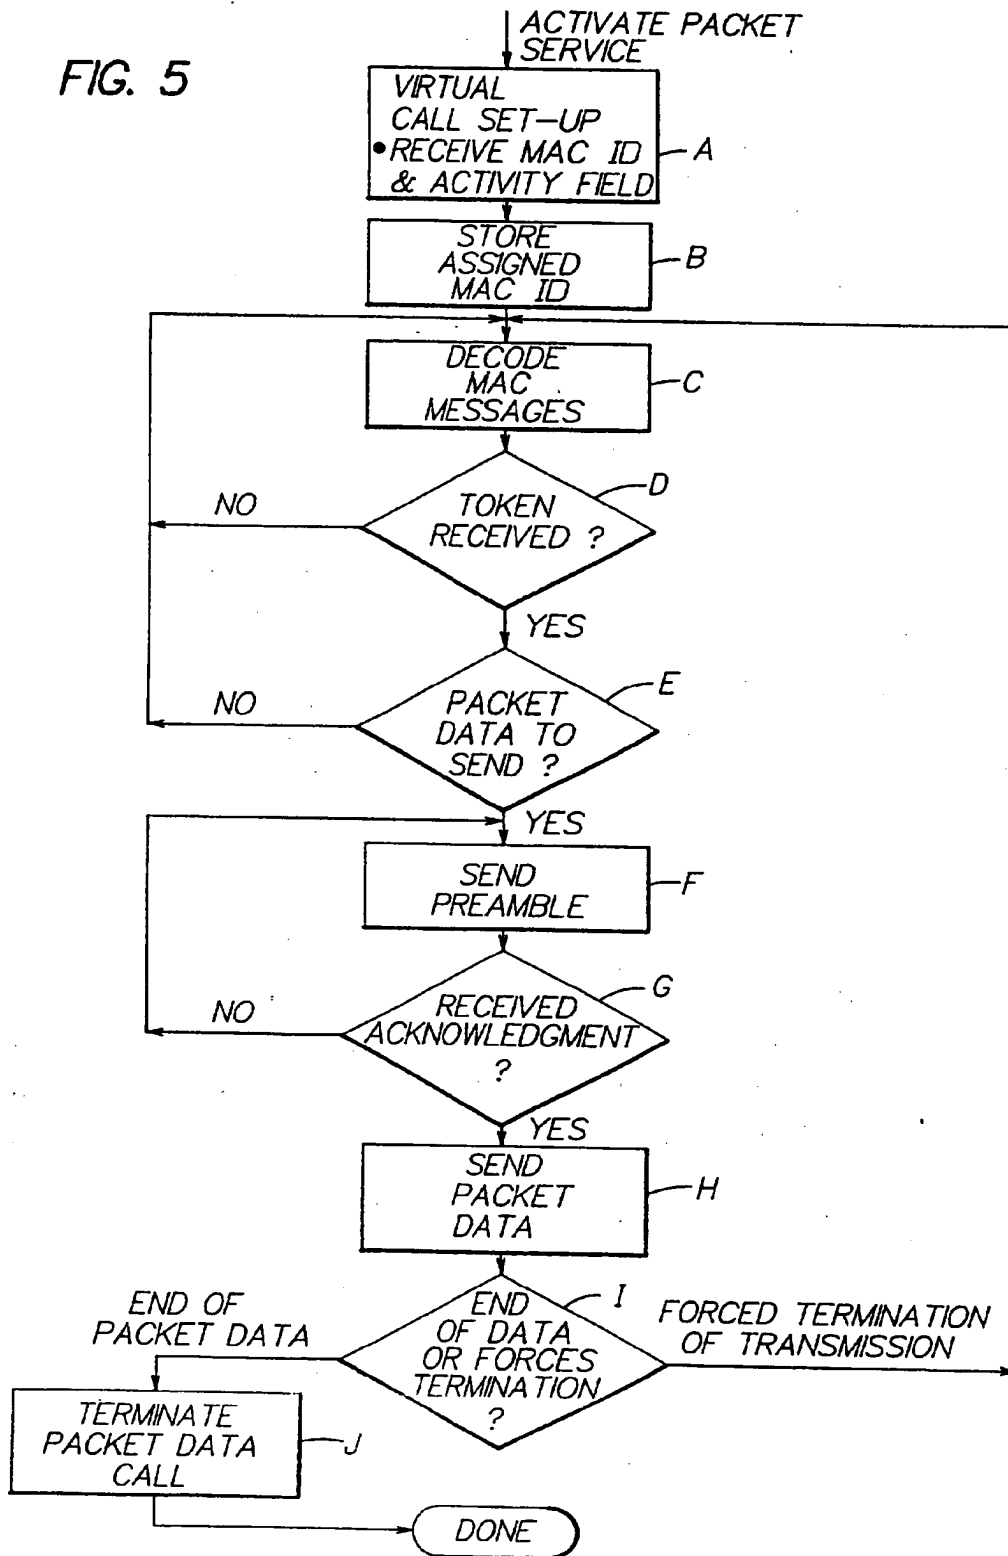 ACTIVATE PACKET
SERVICE
FIG. 5
VIRTUAL
CALL SET-UP
•RECEIVE MAC ID
& ACTIVITY FIELD
A
STORE
ASSIGNED
MAC ID
B
DECODE
MAC
MESSAGES
C
D
TOKEN
RECEIVED ?
NO
YES
E
PACKET
DATA TO
SEND ?
NO
YES
SEND
PREAMBLE
F
G
RECEIVED
ACKNOWLEDGMENT
?
NO
YES
SEND
PACKET
DATA
H
I
END
OF DATA
OR FORCES
TERMINATION
?
END OF
PACKET DATA
FORCED TERMINATION
OF TRANSMISSION
TERMINATE
PACKET DATA
CALL
J
DONE